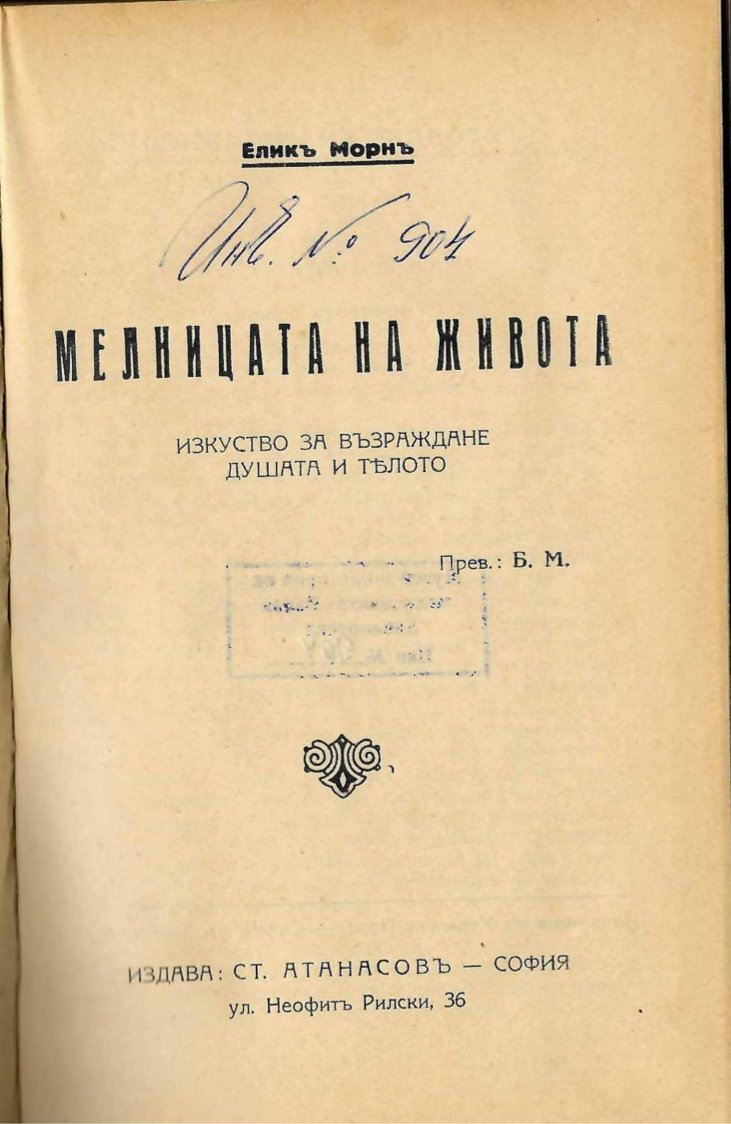 Еликъ Морнъ
Инв. № 904
МЕЛНИЦАТА НА ЖИВОТА
ИЗКУСТВО ЗА ВЪЗРАЖДАНЕ
ДУШАТА И ТѢЛОТО
Прев.: Б. М.
ИЗДАВА: СТ. АТАНАСОВЪ — СОФИЯ
ул. Неофитъ Рилски, 36